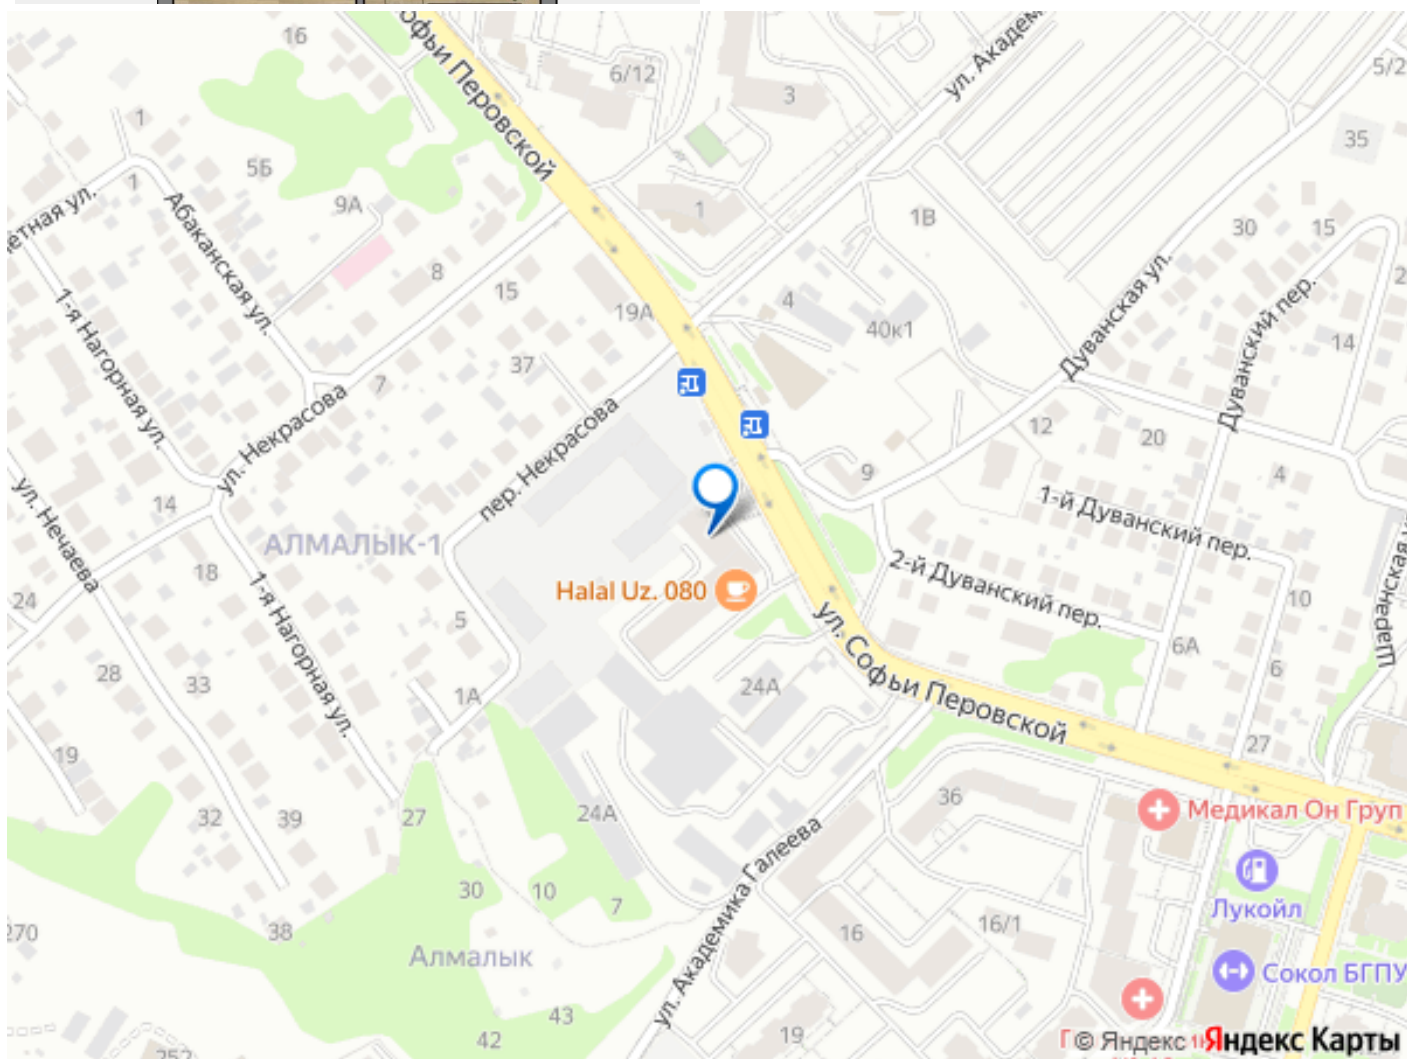 16
офьи Перовской
6/12
3
ул. Академ
5/2
35
1
1
5Б
9А
етная ул.
Абаканская ул.
1
1В
30
15
8
15
19А
4
40к1
Дуванская ул.
Дуванский пер.
14
1-я Нагорная ул.
37
7
ул. Некрасова
пер. Некрасова
12
20
4
9
14
1-й Дуванский пер.
ул. Нечаева
АЛМАЛЫК-1
18
1-я Нагорная ул.
2-й Дуванский пер.
Halal Uz. 080
24
5
10
6А
6
28
33
1А
24А
ул. Софьи Перовской
27
19
32
39
27
24А
36
Медикал Он Груп
ул. Академика Галеева
30
10
7
Лукойл
270
38
16
16/1
Алмалык
Сокол БГПУ
43
42
19
252
© Яндекс
Яндекс Карты